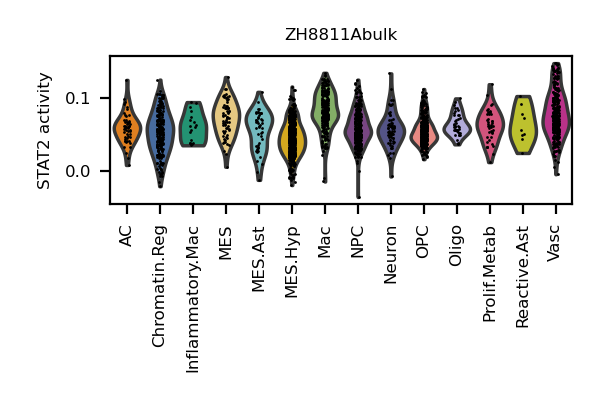 ZH8811Abulk
STAT2 activity
0.1
0.0
AC
Chromatin.Reg
Inflammatory.Mac
MES
MES.Ast
MES.Hyp
Mac
NPC
Neuron
OPC
Oligo
Prolif.Metab
Reactive.Ast
Vasc